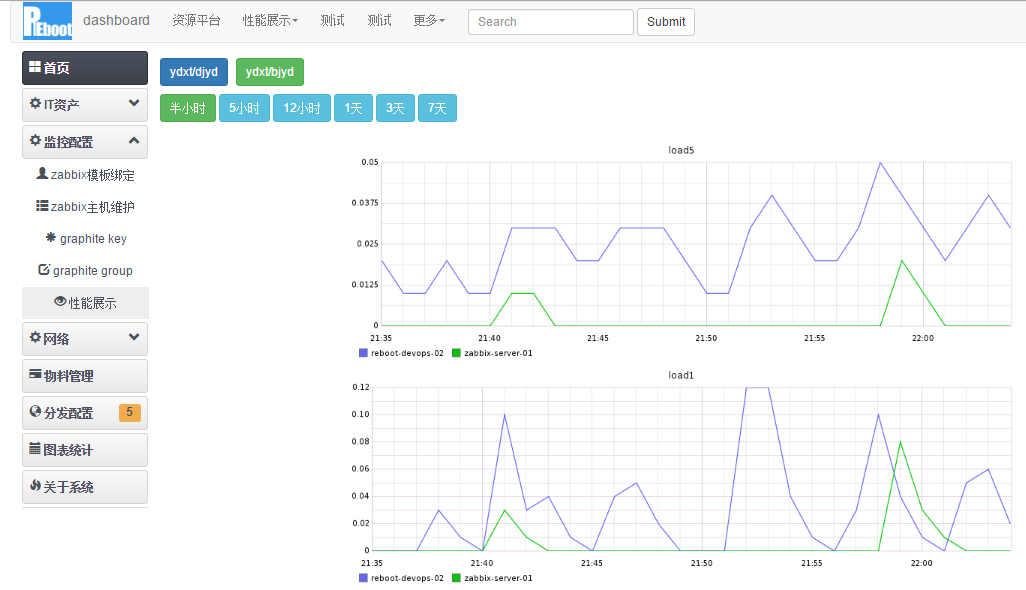 REboot dashboard 资源平台 性能展示 测试 测试 更多 Search Submit
首页
IT资产
监控配置
zabbix模板绑定
zabbix主机维护
graphite key
graphite group
性能展示
网络
物料管理
分发配置 5
图表统计
关于系统
ydxt/djyd ydxt/bjyd
半小时 5小时 12小时 1天 3天 7天
load5
0.05
0.0375
0.025
0.0125
0
21:35 21:40 21:45 21:50 21:55 22:00
reboot-devops-02 zabbix-server-01
load1
0.12
0.10
0.08
0.06
0.04
0.02
0
21:35 21:40 21:45 21:50 21:55 22:00
reboot-devops-02 zabbix-server-01